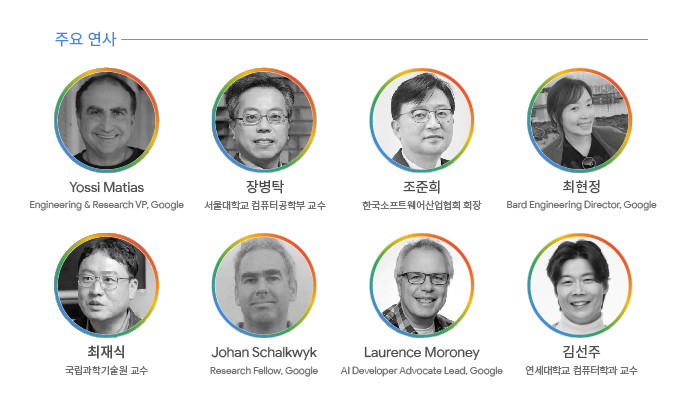 주요 연사
Yossi Matias
Engineering & Research VP, Google
장병탁
서울대학교 컴퓨터공학부 교수
조준희
한국소프트웨어산업협회 회장
최현정
Bard Engineering Director, Google
최재식
국립과학기술원 교수
Johan Schalkwyk
Research Fellow, Google
Laurence Moroney
AI Developer Advocate Lead, Google
김선주
연세대학교 컴퓨터학과 교수